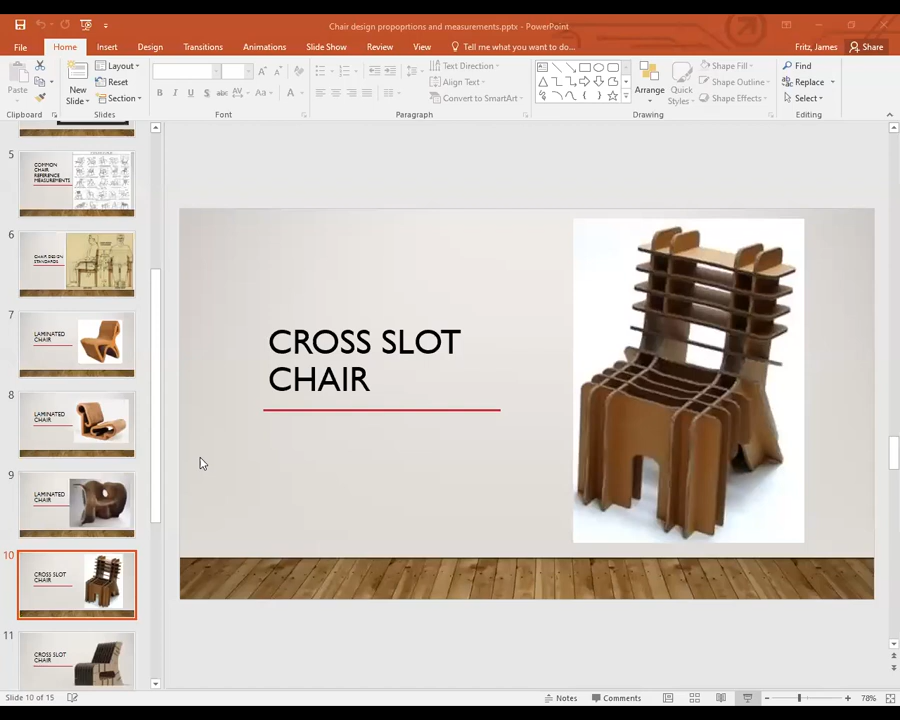 Chair design propoprtions and measurements.pptx - PowerPoint
File Home Insert Design Transitions Animations Slide Show Review View Tell me what you want to do... Fritz, James Share
Paste
New Slide
Layout
Reset
Section
B I U S abc AV Aa A
Text Direction
Align Text
Convert to SmartArt
Arrange
Quick Styles
Shape Fill
Shape Outline
Shape Effects
Find
Replace
Select
Clipboard Slides Font Paragraph Drawing Editing
5
COMMON
CHAIR
REFERENCE
MEASUREMENTS
6
CHAIR DESIGN
STANDARDS
7
LAMINATED
CHAIR
8
LAMINATED
CHAIR
9
LAMINATED
CHAIR
10
CROSS SLOT
CHAIR
11
CROSS SLOT
CHAIR
CROSS SLOT
CHAIR
Slide 10 of 15 Notes Comments 78%